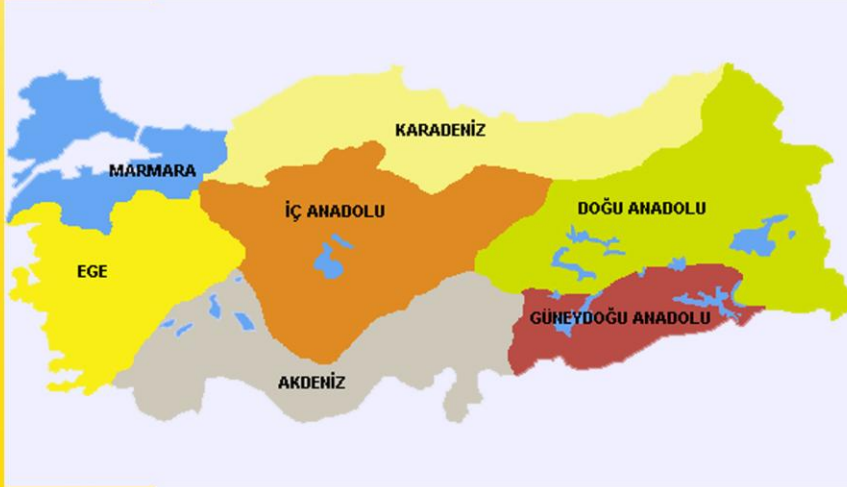 KARADENİZ
MARMARA
İÇ ANADOLU
DOĞU ANADOLU
EGE
GÜNEYDOĞU ANADOLU
AKDENİZ